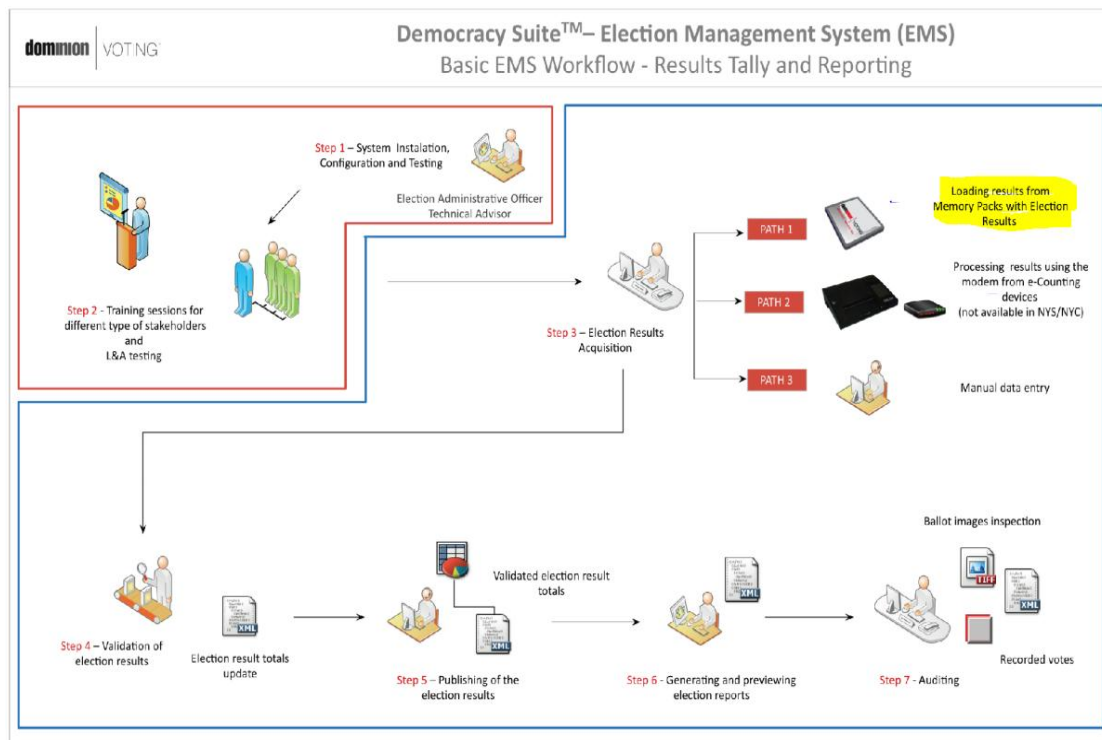 dominion VOTING
Democracy Suite™– Election Management System (EMS)
Basic EMS Workflow - Results Tally and Reporting
Step 1 – System Instalation,
Configuration and Testing
Election Administrative Officer
Technical Advisor
Step 2 - Training sessions for
different type of stakeholders
and
L&A testing
Step 3 – Election Results
Acquisition
PATH 1
Loading results from
Memory Packs with Election
Results
PATH 2
Processing results using the
modem from e-Counting
devices
(not available in NYS/NYC)
PATH 3
Manual data entry
Step 4 – Validation of
election results
XML
Election result totals
update
Step 5 – Publishing of the
election results
XML
Validated election result
totals
XML
Step 6 - Generating and previewing
election reports
Ballot images inspection
TIFF
XML
Recorded votes
Step 7 - Auditing